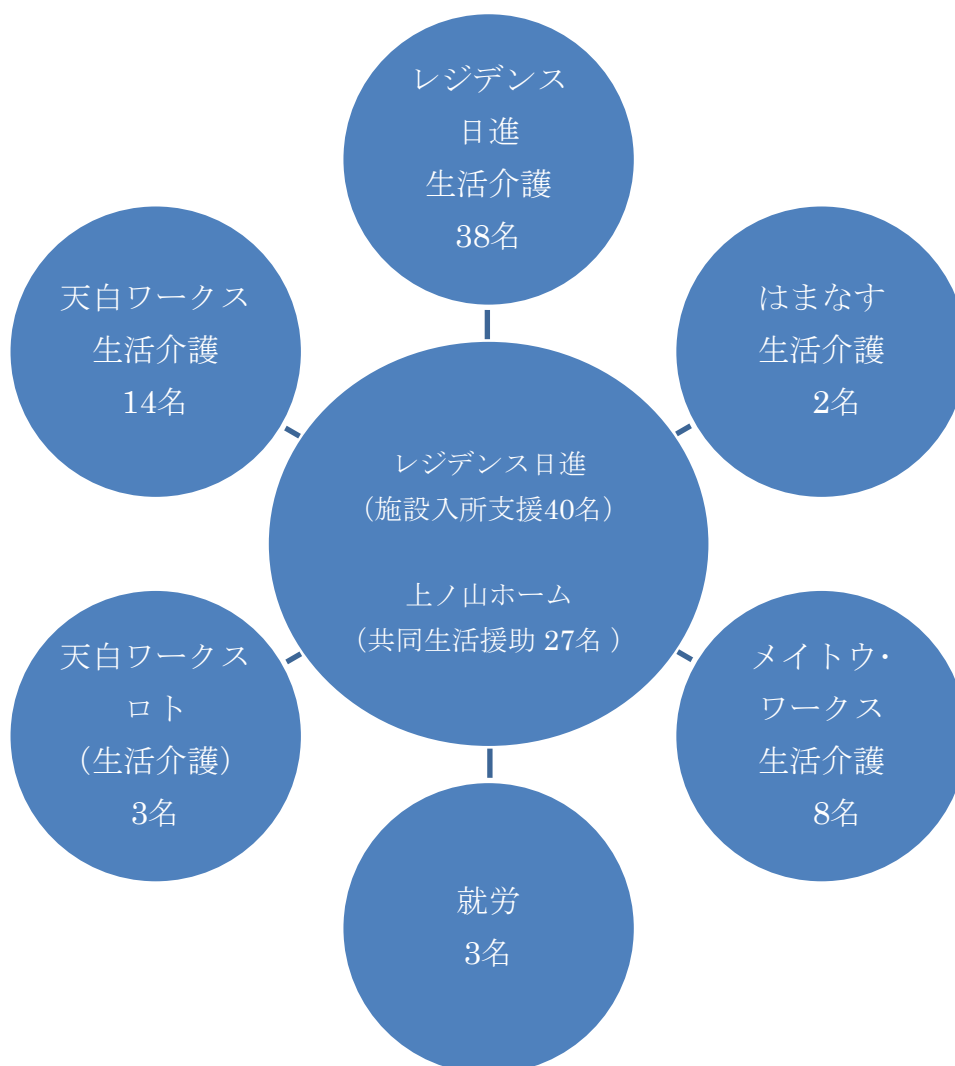 レジデンス
日進
生活介護
38名
天白ワークス
生活介護
14名
はまなす
生活介護
2名
レジデンス日進
（施設入所支援40名）
上ノ山ホーム
（共同生活援助 27名 ）
天白ワークス
ロト
（生活介護）
3名
メイトウ・
ワークス
生活介護
8名
就労
3名